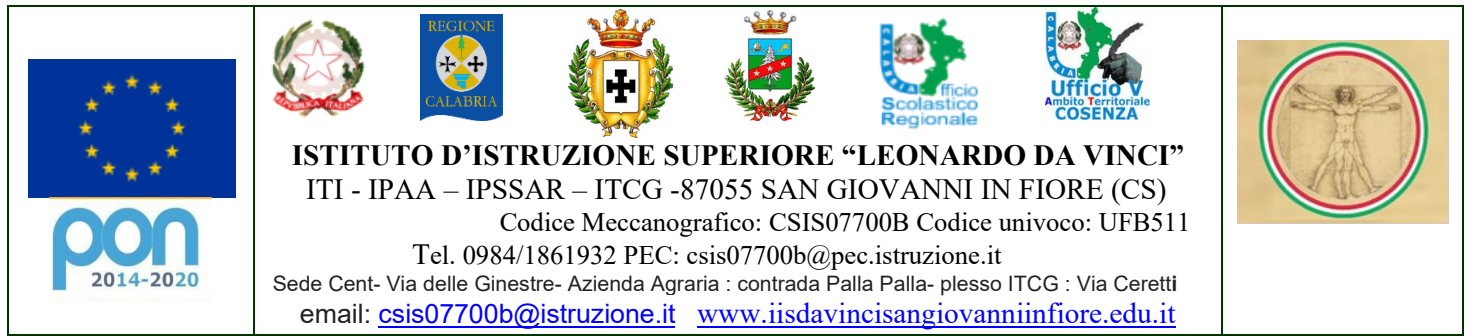 REGIONE
CALABRIA
REPVBBLICA ITALIANA
CALABRIA
Ufficio
Scolastico
Regionale
CALABRIA
Ufficio V
Ambito Territoriale
COSENZA
pon
2014-2020
ISTITUTO D’ISTRUZIONE SUPERIORE “LEONARDO DA VINCI”
ITI - IPAA – IPSSAR – ITCG -87055 SAN GIOVANNI IN FIORE (CS)
Codice Meccanografico: CSIS07700B Codice univoco: UFB511
Tel. 0984/1861932 PEC: csis07700b@pec.istruzione.it
Sede Cent- Via delle Ginestre- Azienda Agraria : contrada Palla Palla- plesso ITCG : Via Ceretti
email: csis07700b@istruzione.it www.iisdavincisangiovanniinfiore.edu.it